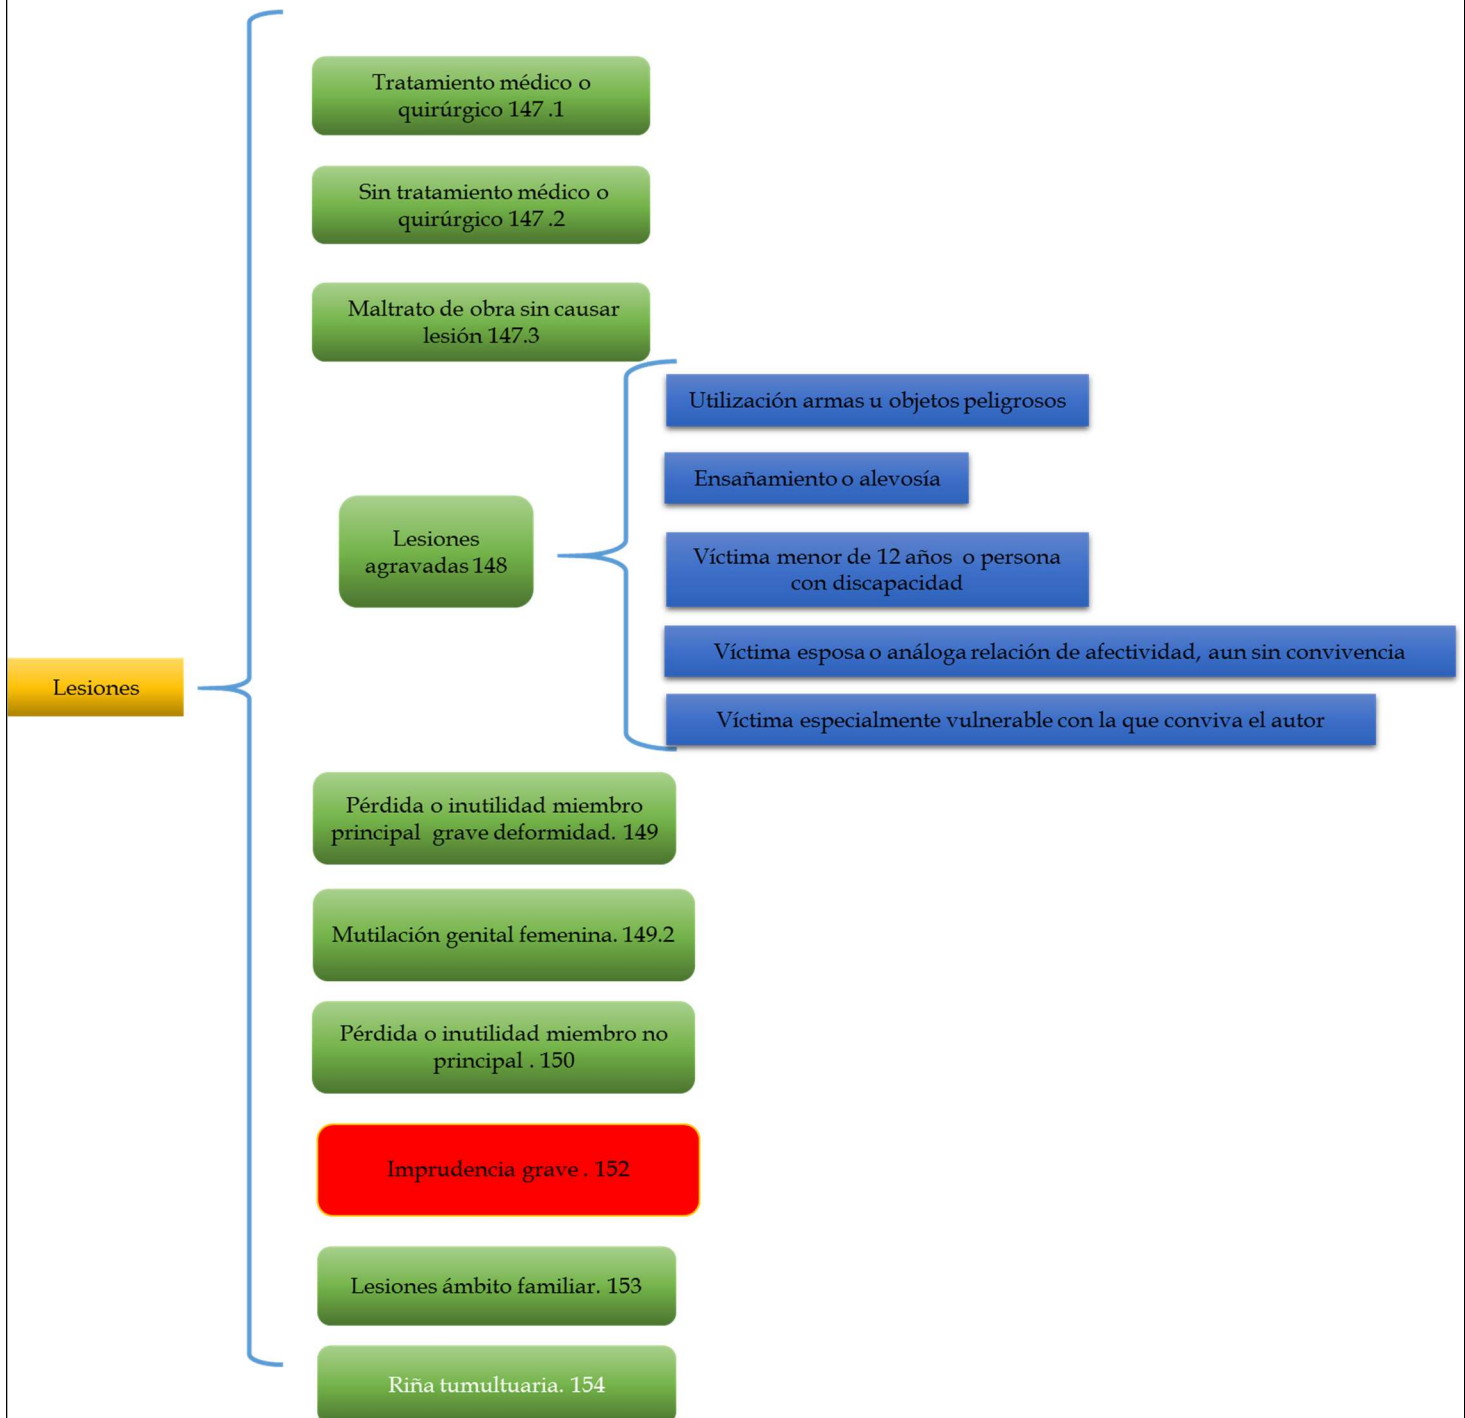 Tratamiento médico o
quirúrgico 147 .1
Sin tratamiento médico o
quirúrgico 147 .2
Maltrato de obra sin causar
lesión 147.3
Utilización armas u objetos peligrosos
Ensañamiento o alevosía
Lesiones
agravadas 148
Víctima menor de 12 años o persona
con discapacidad
Víctima esposa o análoga relación de afectividad, aun sin convivencia
Lesiones
Víctima especialmente vulnerable con la que conviva el autor
Pérdida o inutilidad miembro
principal grave deformidad. 149
Mutilación genital femenina. 149.2
Pérdida o inutilidad miembro no
principal . 150
Imprudencia grave . 152
Lesiones ámbito familiar. 153
Riña tumultuaria. 154